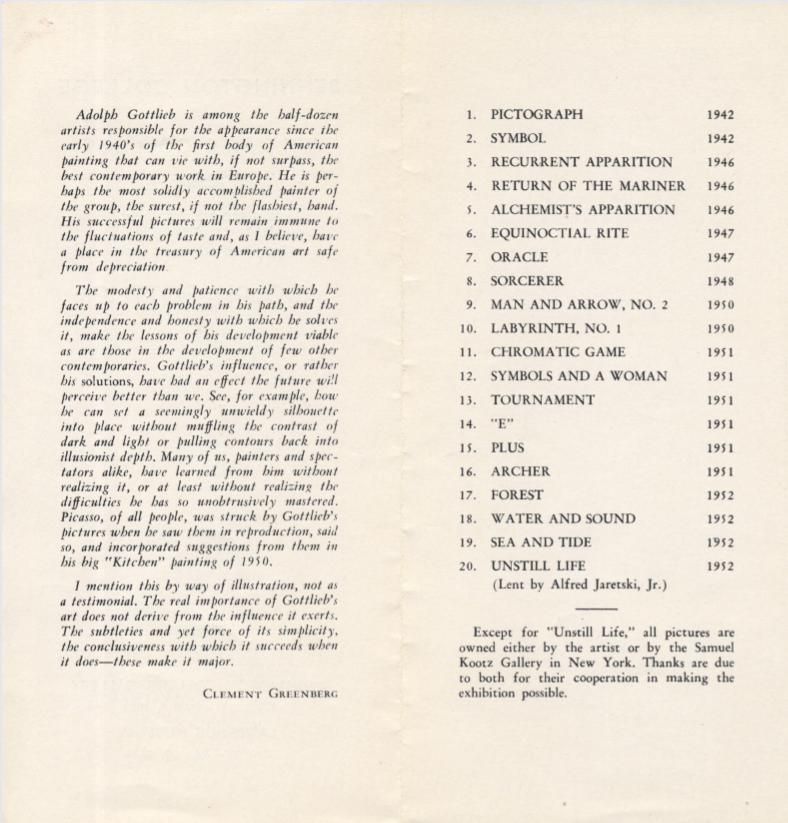 Adolph Gottlieb is among the half-dozen
artists responsible for the appearance since the
early 1940's of the first body of American
painting that can vie with, if not surpass, the
best contemporary work in Europe. He is per-
haps the most solidly accomplished painter of
the group, the surest, if not the flashiest, hand.
His successful pictures will remain immune to
the fluctuations of taste and, as I believe, have
a place in the treasury of American art safe
from depreciation.
The modesty and patience with which he
faces up to each problem in his path, and the
independence and honesty with which he solves
it, make the lessons of his development viable
as are those in the development of few other
contemporaries. Gottlieb's influence, or rather
his solutions, have had an effect the future will
perceive better than we. See, for example, how
he can set a seemingly unwieldy silhouette
into place without muffling the contrast of
dark and light or pulling contours back into
illusionist depth. Many of us, painters and spec-
tators alike, have learned from him without
realizing it, or at least without realizing the
difficulties he has so unobtrusively mastered.
Picasso, of all people, was struck by Gottlieb's
pictures when he saw them in reproduction, said
so, and incorporated suggestions from them in
his big "Kitchen" painting of 1950.
I mention this by way of illustration, not as
a testimonial. The real importance of Gottlieb's
art does not derive from the influence it exerts.
The subtleties and yet force of its simplicity,
the conclusiveness with which it succeeds when
it does—these make it major.
CLEMENT GREENBERG
1. PICTOGRAPH 1942
2. SYMBOL 1942
3. RECURRENT APPARITION 1946
4. RETURN OF THE MARINER 1946
5. ALCHEMIST'S APPARITION 1946
6. EQUINOCTIAL RITE 1947
7. ORACLE 1947
8. SORCERER 1948
9. MAN AND ARROW, NO. 2 1950
10. LABYRINTH, NO. 1 1950
11. CHROMATIC GAME 1951
12. SYMBOLS AND A WOMAN 1951
13. TOURNAMENT 1951
14. "E" 1951
15. PLUS 1951
16. ARCHER 1951
17. FOREST 1952
18. WATER AND SOUND 1952
19. SEA AND TIDE 1952
20. UNSTILL LIFE 1952
(Lent by Alfred Jaretski, Jr.)
Except for "Unstill Life," all pictures are
owned either by the artist or by the Samuel
Kootz Gallery in New York. Thanks are due
to both for their cooperation in making the
exhibition possible.